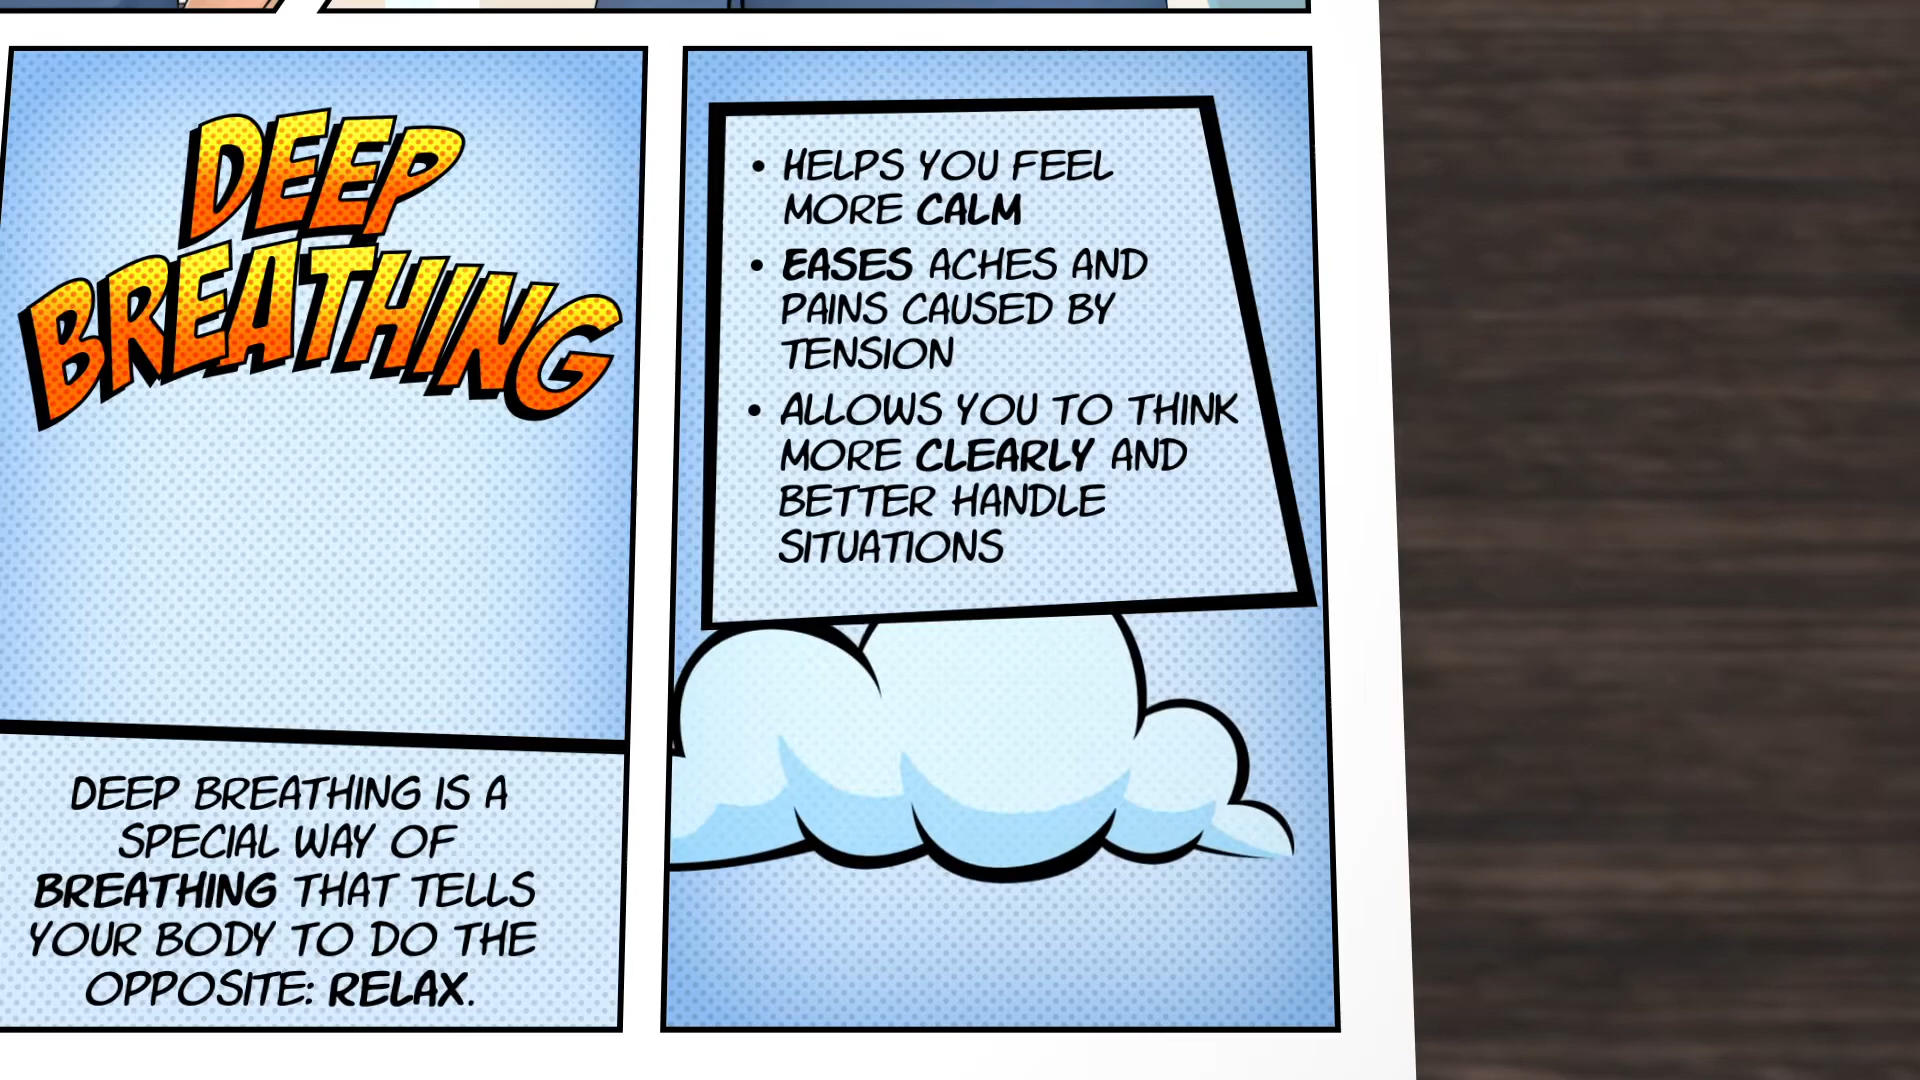 DEEP
BREATHING
DEEP BREATHING IS A
SPECIAL WAY OF
BREATHING THAT TELLS
YOUR BODY TO DO THE
OPPOSITE: RELAX.
• HELPS YOU FEEL
MORE CALM
• EASES ACHES AND
PAINS CAUSED BY
TENSION
• ALLOWS YOU TO THINK
MORE CLEARLY AND
BETTER HANDLE
SITUATIONS